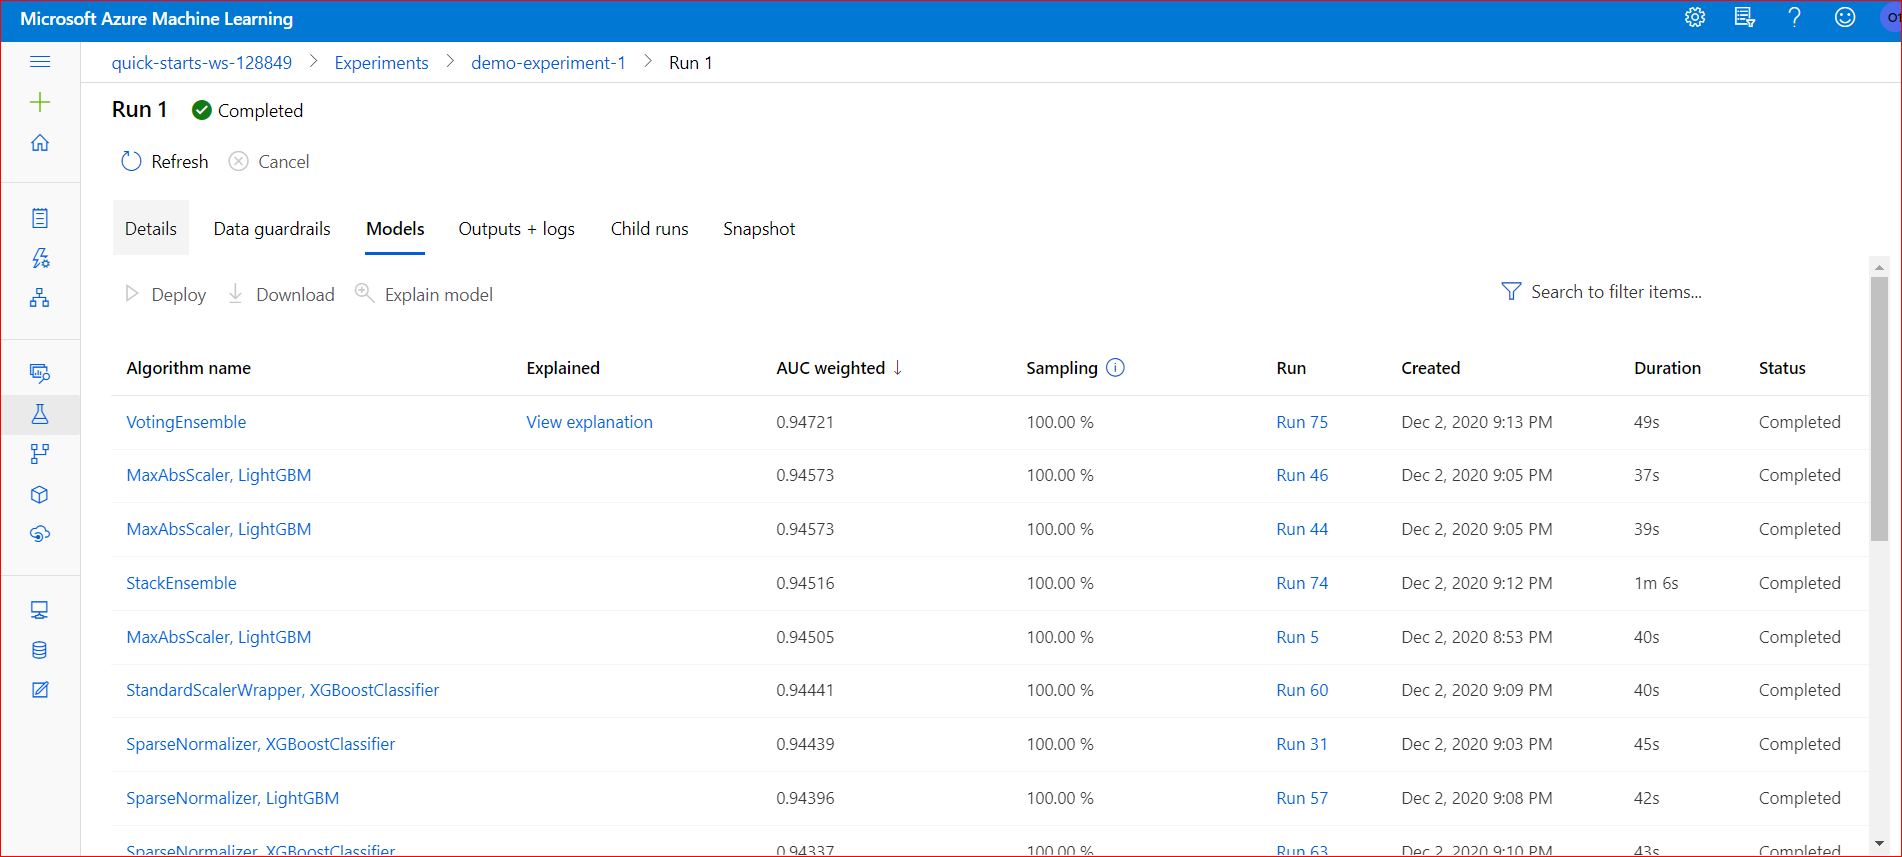 Microsoft Azure Machine Learning
quick-starts-ws-128849 > Experiments > demo-experiment-1 > Run 1
Run 1 Completed
Refresh Cancel
Details Data guardrails Models Outputs + logs Child runs Snapshot
Deploy Download Explain model Search to filter items...
Algorithm name Explained AUC weighted ↓ Sampling Run Created Duration Status
VotingEnsemble View explanation 0.94721 100.00 % Run 75 Dec 2, 2020 9:13 PM 49s Completed
MaxAbsScaler, LightGBM 0.94573 100.00 % Run 46 Dec 2, 2020 9:05 PM 37s Completed
MaxAbsScaler, LightGBM 0.94573 100.00 % Run 44 Dec 2, 2020 9:05 PM 39s Completed
StackEnsemble 0.94516 100.00 % Run 74 Dec 2, 2020 9:12 PM 1m 6s Completed
MaxAbsScaler, LightGBM 0.94505 100.00 % Run 5 Dec 2, 2020 8:53 PM 40s Completed
StandardScalerWrapper, XGBoostClassifier 0.94441 100.00 % Run 60 Dec 2, 2020 9:09 PM 40s Completed
SparseNormalizer, XGBoostClassifier 0.94439 100.00 % Run 31 Dec 2, 2020 9:03 PM 45s Completed
SparseNormalizer, LightGBM 0.94396 100.00 % Run 57 Dec 2, 2020 9:08 PM 42s Completed
SparseNormalizer, XGBoostClassifier 0.94337 100.00 % Run 63 Dec 2, 2020 9:10 PM 43s Completed